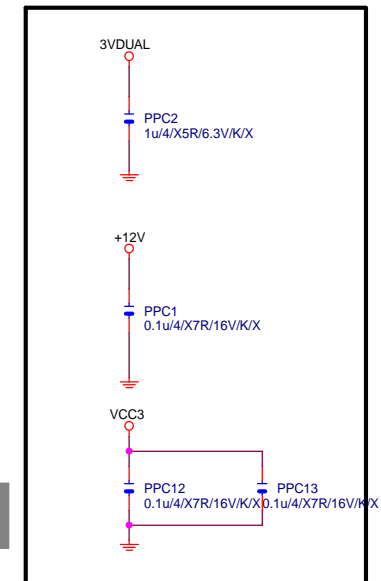 3VDUAL
PPC2
1u/4/X5R/6.3V/K/X
+12V
PPC1
0.1u/4/X7R/16V/K/X
VCC3
PPC12
0.1u/4/X7R/16V/K/X
PPC13
0.1u/4/X7R/16V/K/X